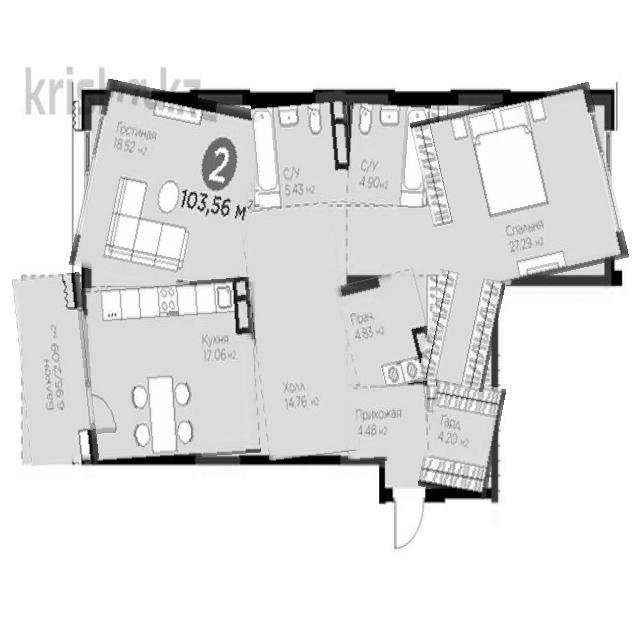 krisha.kz
Гостиная
18.52 м2
2
103,56 м2
С/У
5.43 м2
С/У
4.90 м2
Спальня
27.29 м2
Балкон
6.95/2.09 м2
Кухня
17.06 м2
Прач.
4.83 м2
Холл
14.76 м2
Прихожая
4.48 м2
Гард.
4.20 м2